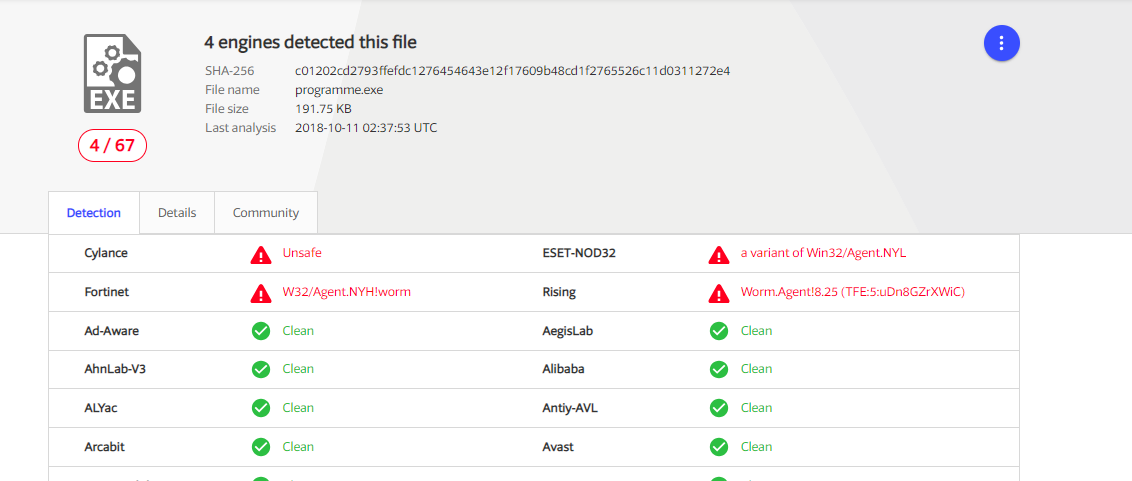 4 engines detected this file
SHA-256 c01202cd2793ffefdc1276454643e12f17609b48cd1f2765526c11d0311272e4
File name programme.exe
File size 191.75 KB
Last analysis 2018-10-11 02:37:53 UTC
EXE
4 / 67
Detection Details Community
Cylance Unsafe ESET-NOD32 a variant of Win32/Agent.NYL
Fortinet W32/Agent.NYH!worm Rising Worm.Agent!8.25 (TFE:5:uDn8GZrXWiC)
Ad-Aware Clean AegisLab Clean
AhnLab-V3 Clean Alibaba Clean
ALYac Clean Antiy-AVL Clean
Arcabit Clean Avast Clean